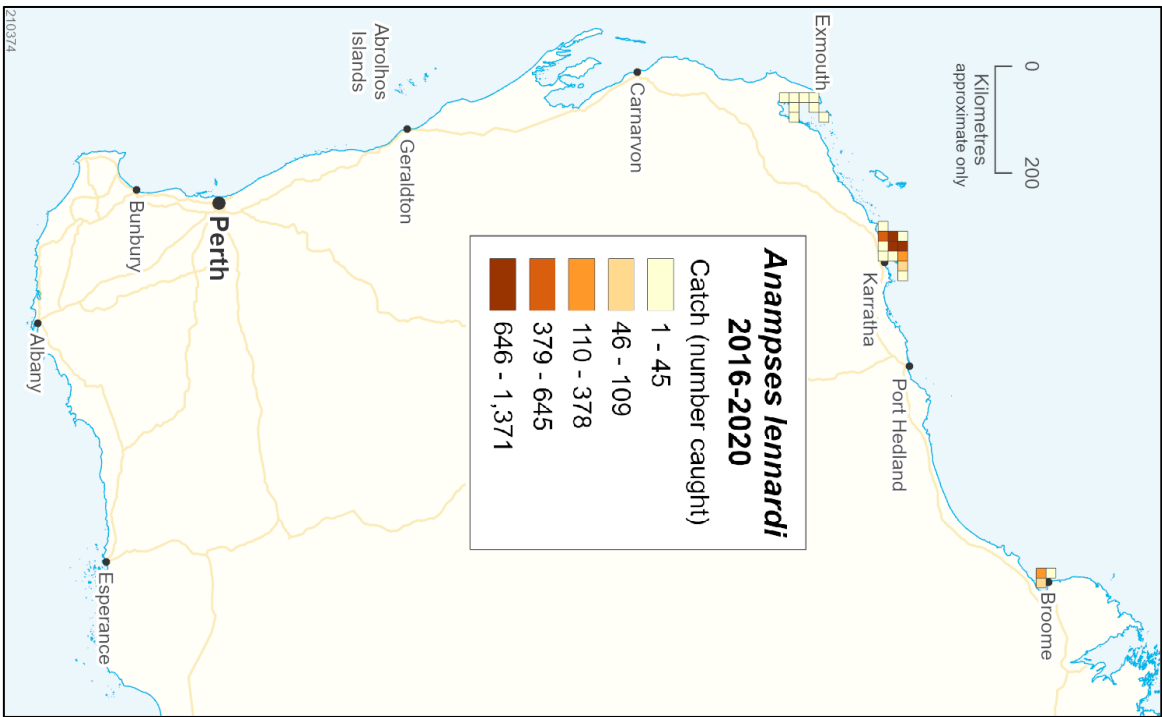 0 200
Kilometres
approximate only
Broome
Port Hedland
Karratha
Exmouth
Anampses lennardi
2016-2020
Catch (number caught)
1 - 45
46 - 109
110 - 378
379 - 645
646 - 1,371
Carnarvon
Abrolhos
Islands
Geraldton
Perth
Bunbury
Esperance
Albany
210374